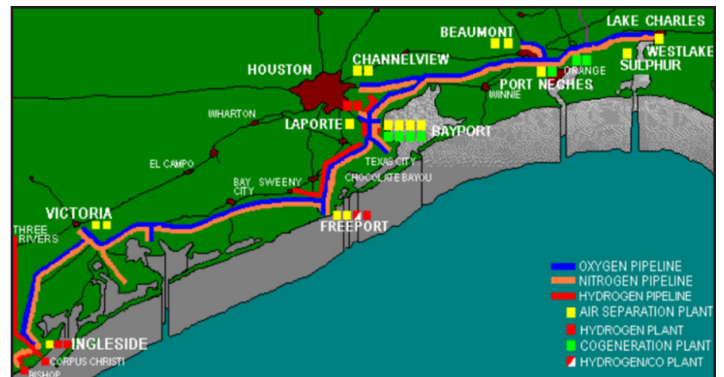 LAKE CHARLES
BEAUMONT
WESTLAKE
CHANNELVIEW
SULPHUR
ORANGE
HOUSTON
PORT NECHES
WINNIE
WHARTON
LAPORTE
BAYPORT
TEXAS CITY
EL CAMPO
CHOCOLATE BAYOU
BAY
CITY
SWEENY
VICTORIA
FREEPORT
THREE
RIVERS
OXYGEN PIPELINE
NITROGEN PIPELINE
HYDROGEN PIPELINE
AIR SEPARATION PLANT
HYDROGEN PLANT
COGENERATION PLANT
HYDROGEN/CO PLANT
INGLESIDE
CORPUS CHRISTI
BISHOP